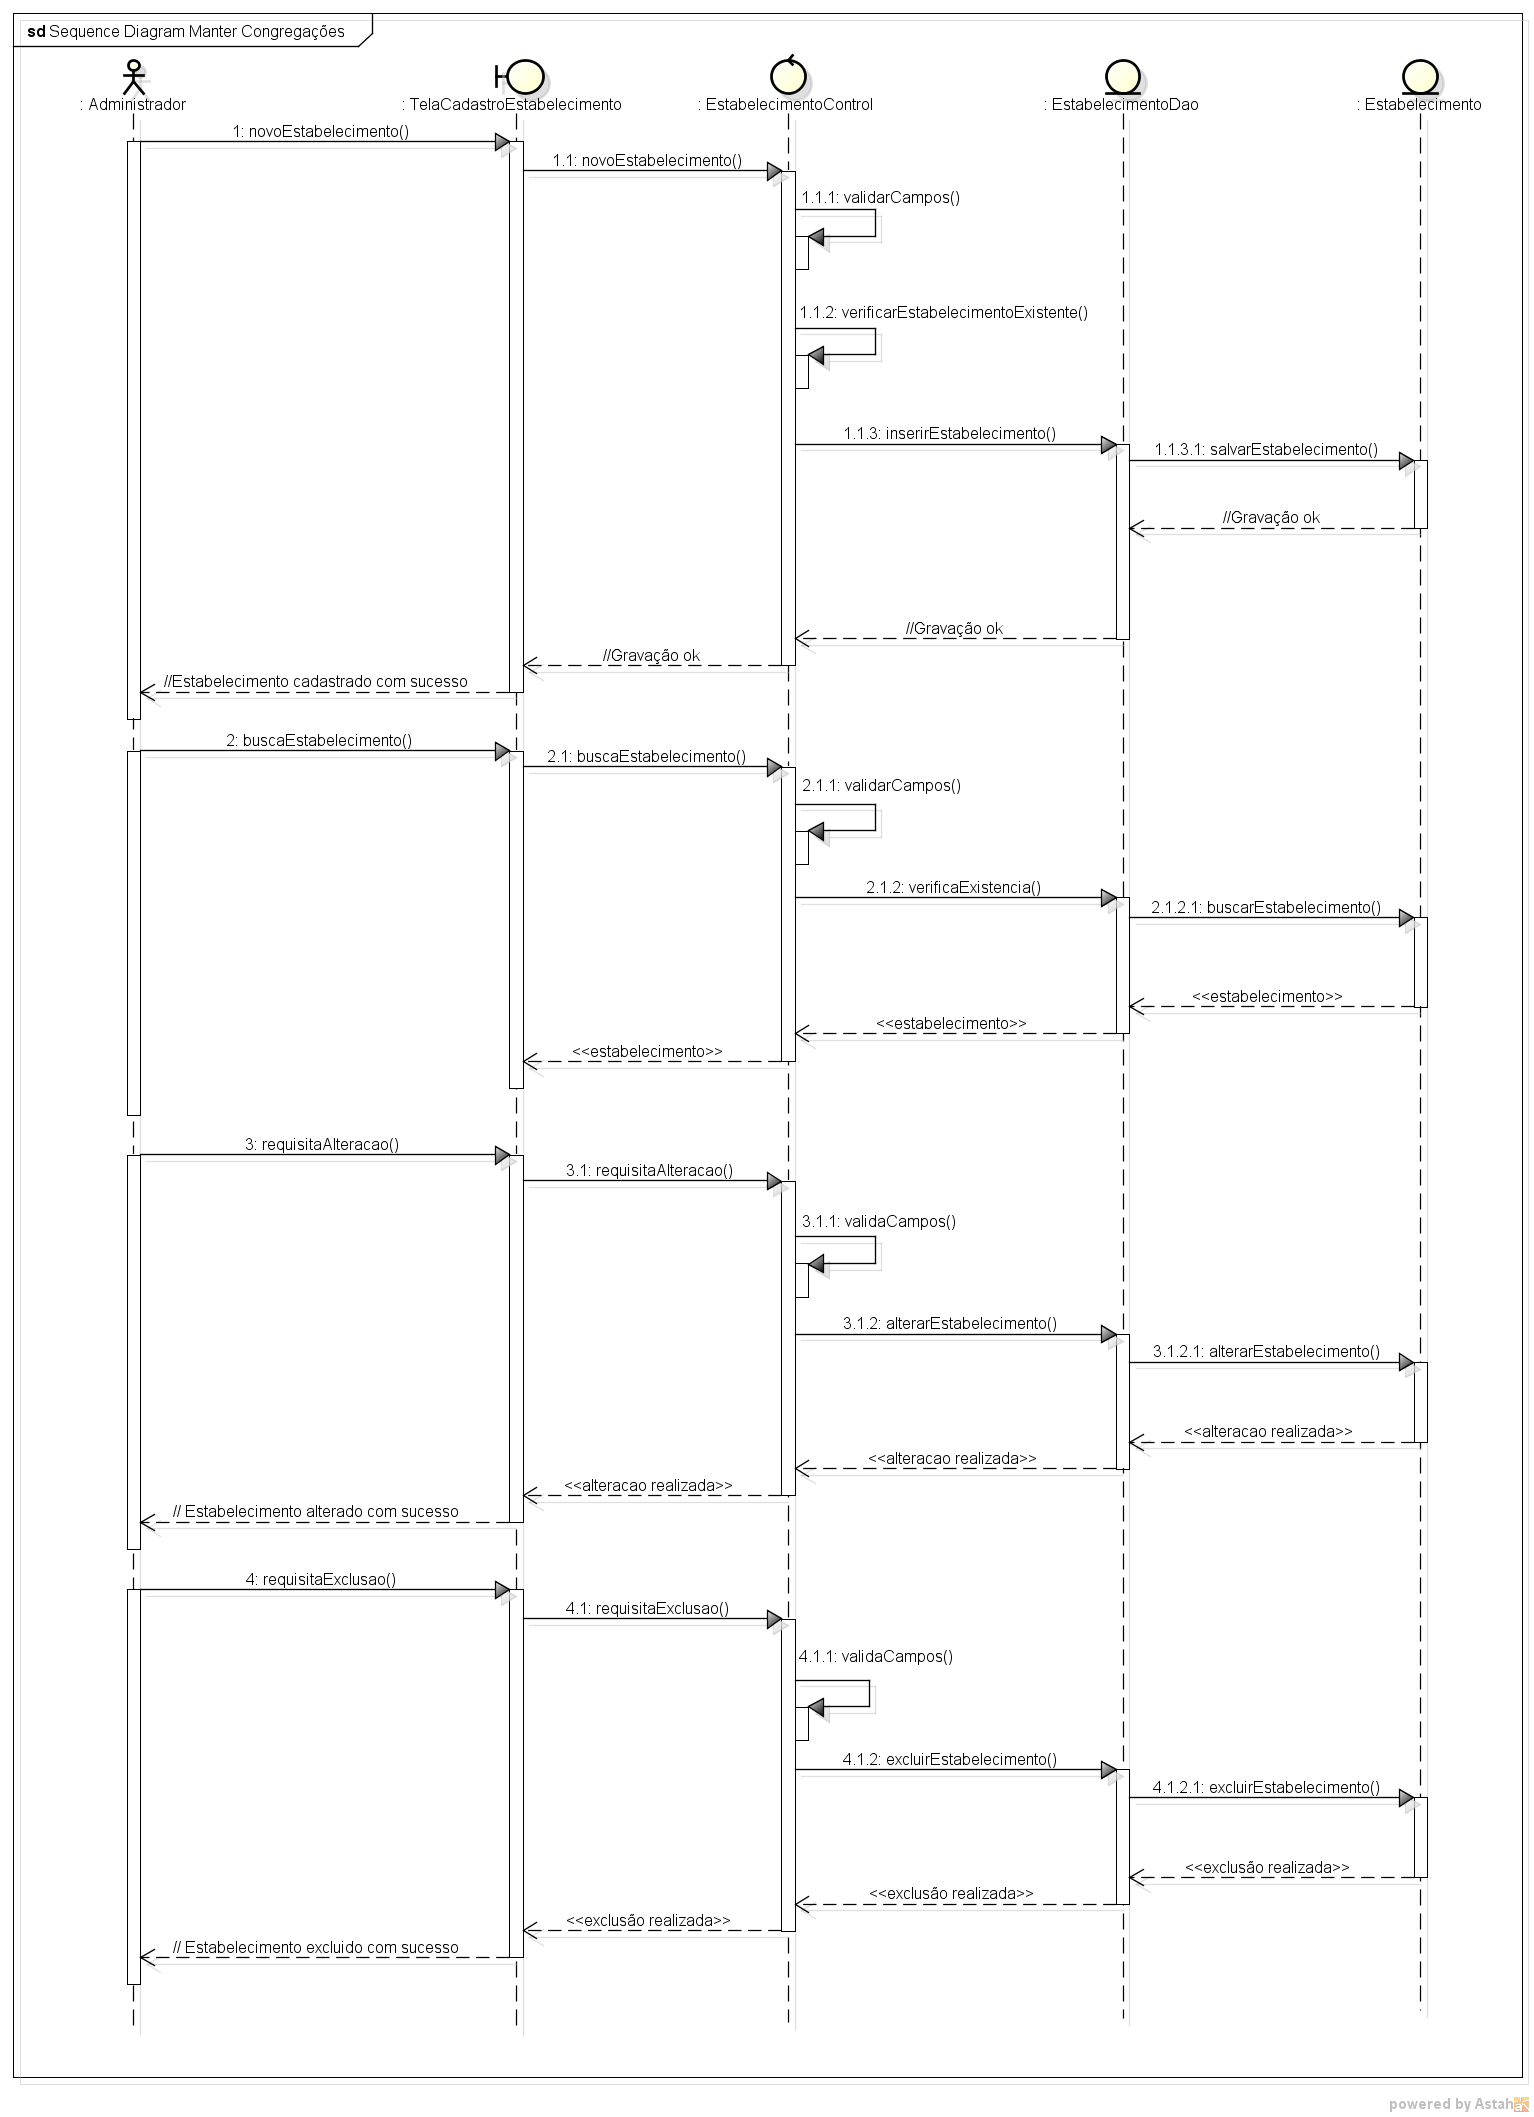 sd Sequence Diagram Manter Congregações
: Administrador
: TelaCadastroEstabelecimento
: EstabelecimentoControl
: EstabelecimentoDao
: Estabelecimento
1: novoEstabelecimento()
1.1: novoEstabelecimento()
1.1.1: validarCampos()
1.1.2: verificarEstabelecimentoExistente()
1.1.3: inserirEstabelecimento()
1.1.3.1: salvarEstabelecimento()
//Gravação ok
//Gravação ok
//Gravação ok
//Estabelecimento cadastrado com sucesso
2: buscaEstabelecimento()
2.1: buscaEstabelecimento()
2.1.1: validarCampos()
2.1.2: verificaExistencia()
2.1.2.1: buscarEstabelecimento()
<<estabelecimento>>
<<estabelecimento>>
<<estabelecimento>>
3: requisitaAlteracao()
3.1: requisitaAlteracao()
3.1.1: validaCampos()
3.1.2: alterarEstabelecimento()
3.1.2.1: alterarEstabelecimento()
<<alteracao realizada>>
<<alteracao realizada>>
<<alteracao realizada>>
// Estabelecimento alterado com sucesso
4: requisitaExclusao()
4.1: requisitaExclusao()
4.1.1: validaCampos()
4.1.2: excluirEstabelecimento()
4.1.2.1: excluirEstabelecimento()
<<exclusão realizada>>
<<exclusão realizada>>
<<exclusão realizada>>
// Estabelecimento excluido com sucesso
powered by Astah